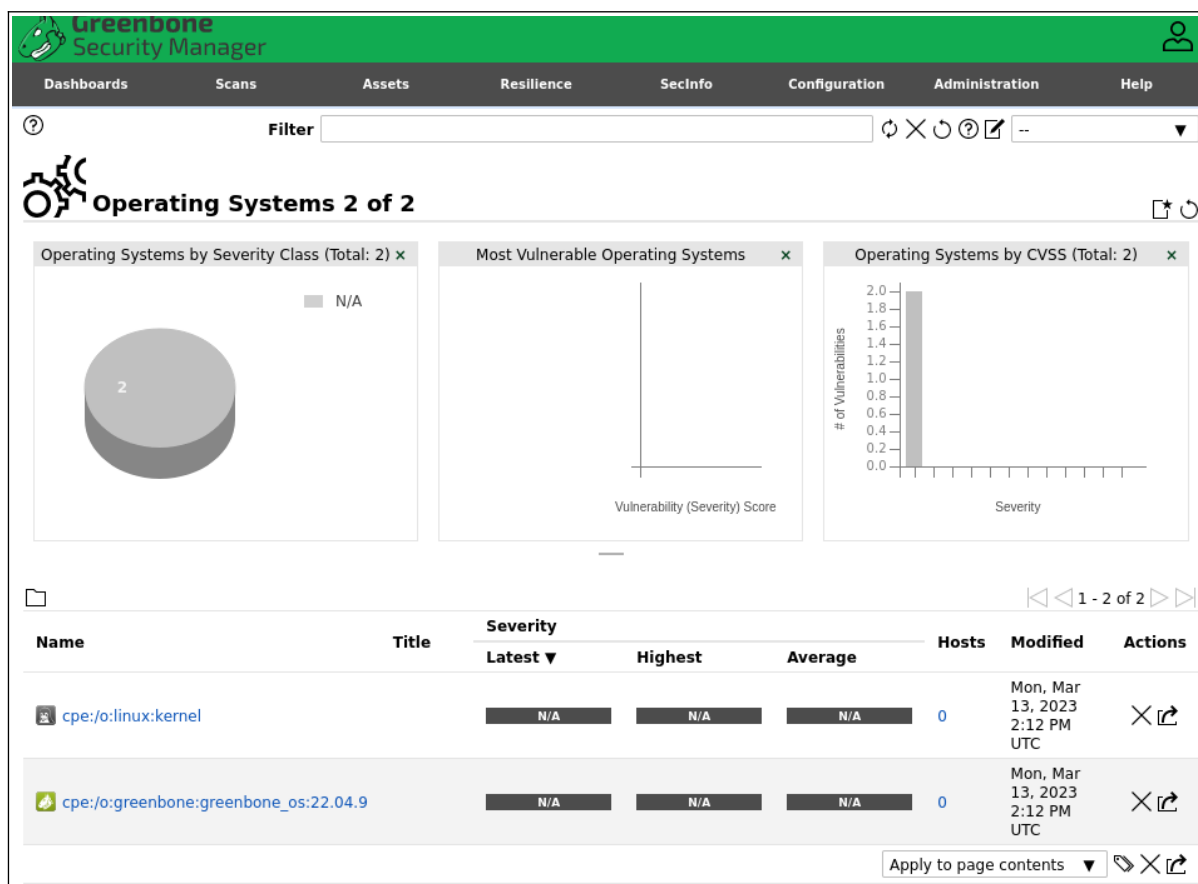 Greenbone
Security Manager
Dashboards Scans Assets Resilience SecInfo Configuration Administration Help
Filter --
Operating Systems 2 of 2
Operating Systems by Severity Class (Total: 2)
N/A
2
Most Vulnerable Operating Systems
Vulnerability (Severity) Score
Operating Systems by CVSS (Total: 2)
# of Vulnerabilities
2.0
1.8
1.6
1.4
1.2
1.0
0.8
0.6
0.4
0.2
0.0
Severity
1 - 2 of 2
Name Title Severity Hosts Modified Actions
Latest ▼ Highest Average
cpe:/o:linux:kernel N/A N/A N/A 0 Mon, Mar
13, 2023
2:12 PM
UTC
cpe:/o:greenbone:greenbone_os:22.04.9 N/A N/A N/A 0 Mon, Mar
13, 2023
2:12 PM
UTC
Apply to page contents ▼